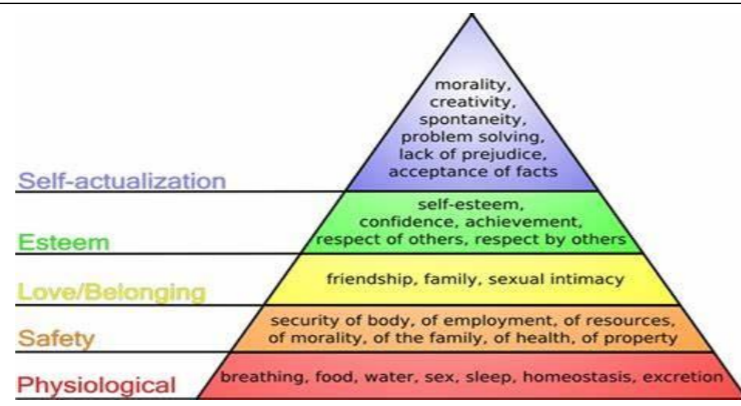 morality,
creativity,
spontaneity,
problem solving,
lack of prejudice,
acceptance of facts
Self-actualization
self-esteem,
confidence, achievement,
respect of others, respect by others
Esteem
friendship, family, sexual intimacy
Love/Belonging
security of body, of employment, of resources,
of morality, of the family, of health, of property
Safety
breathing, food, water, sex, sleep, homeostasis, excretion
Physiological